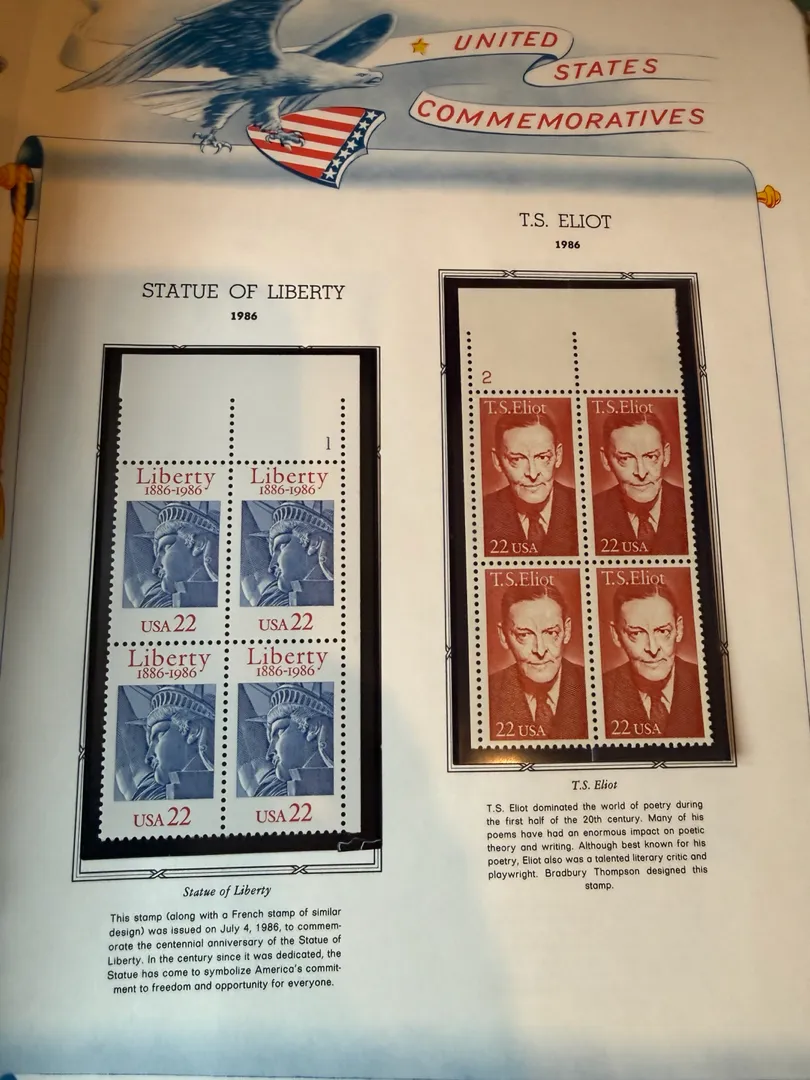 UNITED
STATES
COMMEMORATIVES
STATUE OF LIBERTY
1986
1
Liberty
1886-1986
USA 22
Liberty
1886-1986
USA 22
Liberty
1886-1986
USA 22
Liberty
1886-1986
USA 22
Statue of Liberty
This stamp (along with a French stamp of similar
design) was issued on July 4, 1986, to commem-
orate the centennial anniversary of the Statue of
Liberty. In the century since it was dedicated, the
Statue has come to symbolize America's commit-
ment to freedom and opportunity for everyone.
T.S. ELIOT
1986
2
T.S.Eliot
22 USA
T.S.Eliot
22 USA
T.S.Eliot
22 USA
T.S.Eliot
22 USA
T.S. Eliot
T.S. Eliot dominated the world of poetry during
the first half of the 20th century. Many of his
poems have had an enormous impact on poetic
theory and writing. Although best known for his
poetry, Eliot also was a talented literary critic and
playwright. Bradbury Thompson designed this
stamp.